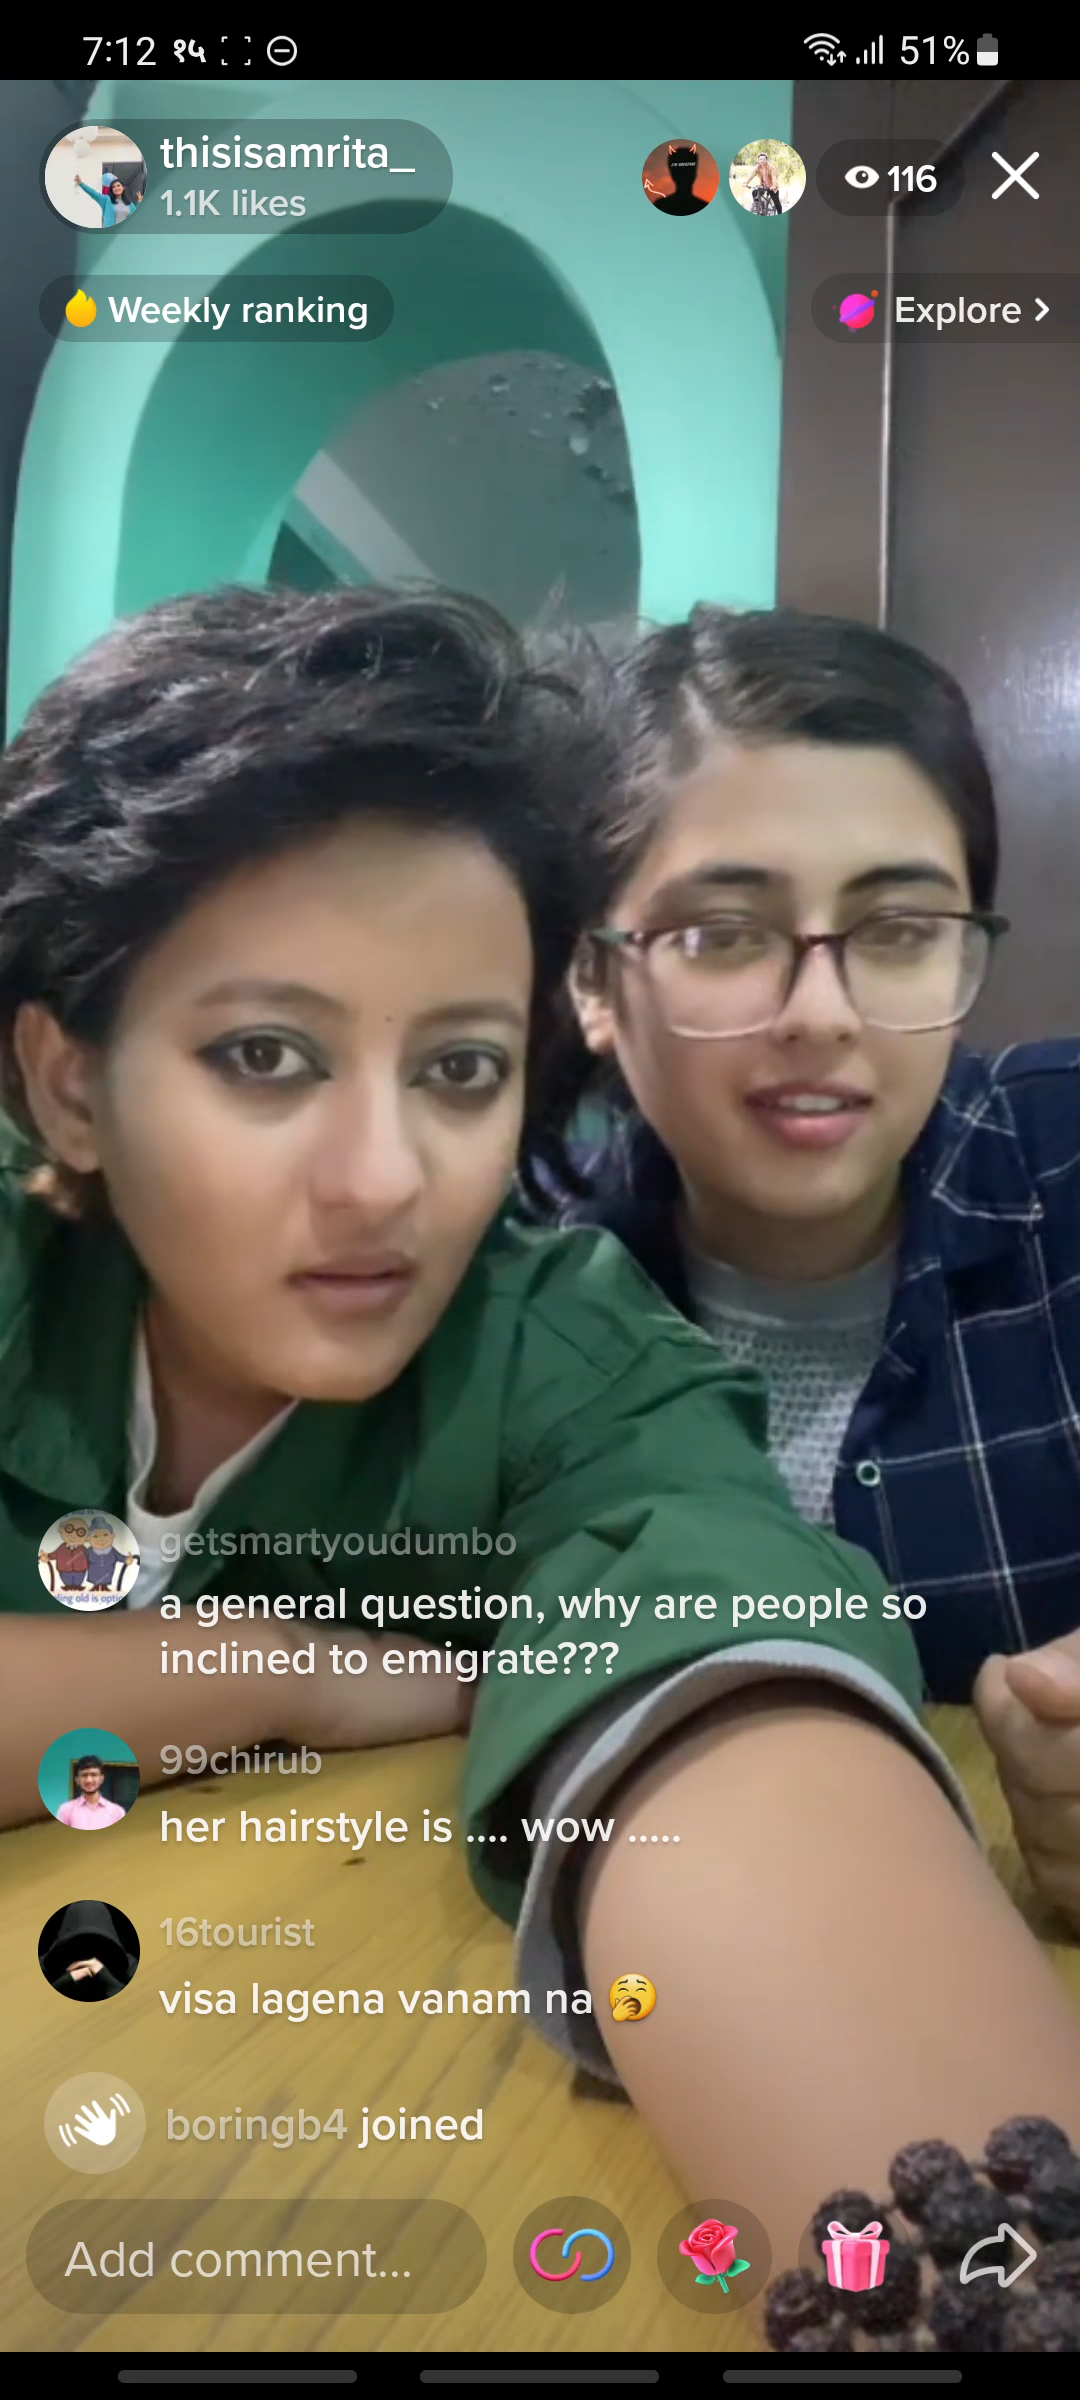 7:12 १५ 51%
thisisamrita_
1.1K likes
116
Weekly ranking
Explore
getsmartyoudumbo
a general question, why are people so
inclined to emigrate???
99chirub
her hairstyle is .... wow .....
16tourist
visa lagena vanam na 🥱
boringb4 joined
Add comment...